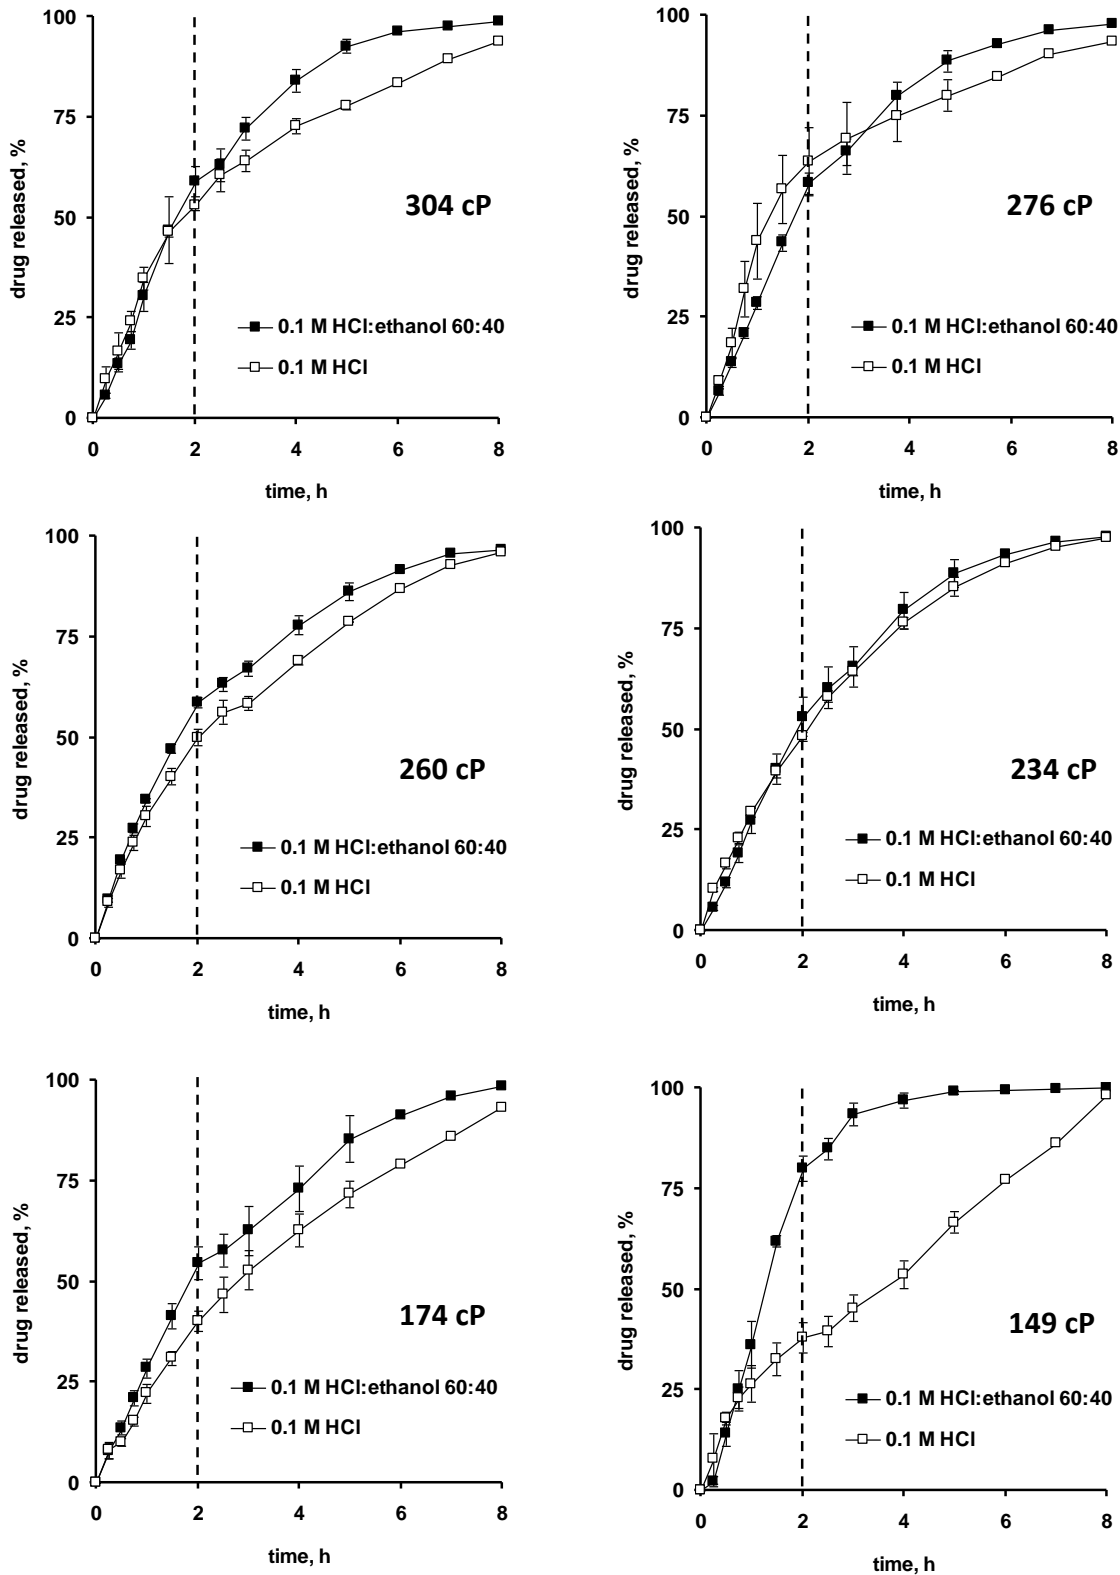 100
75
50
25
0
drug released, %
304 cP
0.1 M HCl:ethanol 60:40
0.1 M HCl
0 2 4 6 8
time, h
100
75
50
25
0
drug released, %
276 cP
0.1 M HCl:ethanol 60:40
0.1 M HCl
0 2 4 6 8
time, h
100
75
50
25
0
drug released, %
260 cP
0.1 M HCl:ethanol 60:40
0.1 M HCl
0 2 4 6 8
time, h
100
75
50
25
0
drug released, %
234 cP
0.1 M HCl:ethanol 60:40
0.1 M HCl
0 2 4 6 8
time, h
100
75
50
25
0
drug released, %
174 cP
0.1 M HCl:ethanol 60:40
0.1 M HCl
0 2 4 6 8
time, h
100
75
50
25
0
drug released, %
149 cP
0.1 M HCl:ethanol 60:40
0.1 M HCl
0 2 4 6 8
time, h